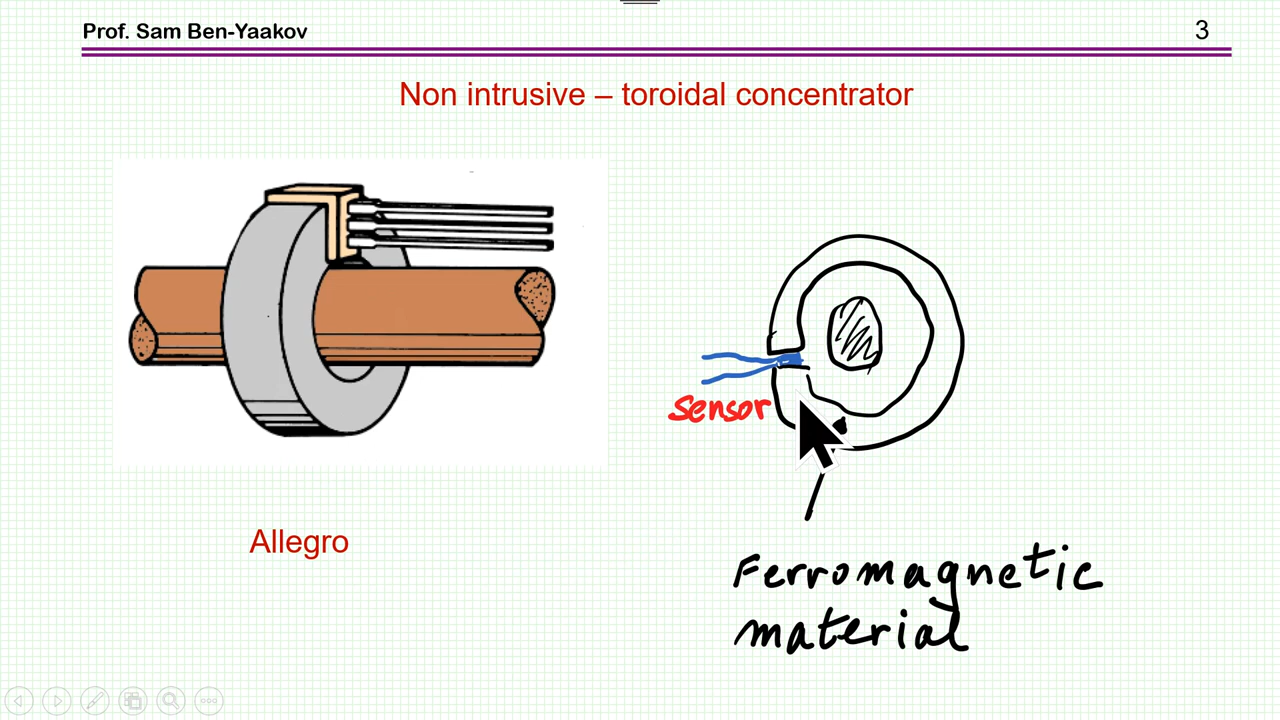 Prof. Sam Ben-Yaakov
3
Non intrusive – toroidal concentrator
sensor
Allegro
Ferromagnetic
material